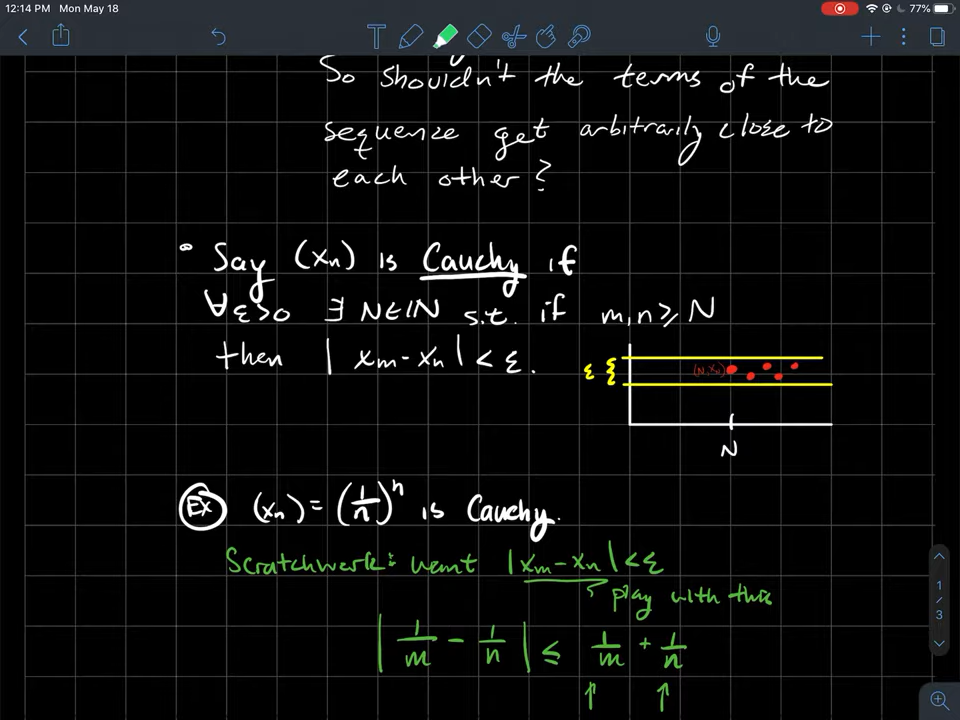 12:14 PM Mon May 18
77%
So shouldn't the terms of the
sequence get arbitrarily close to
each other?
Say (xn) is Cauchy if
∀ε>0 ∃ N∈ℕ s.t. if m,n ≥ N
then | xm - xn | < ε.
ε {
(N, xN)
N
Ex (xn) = (1/n)^n is Cauchy.
Scratchwork: want |xm - xn| < ε
↑ play with this
| 1/m - 1/n | ≤ 1/m + 1/n
↑ ↑
1
/
3